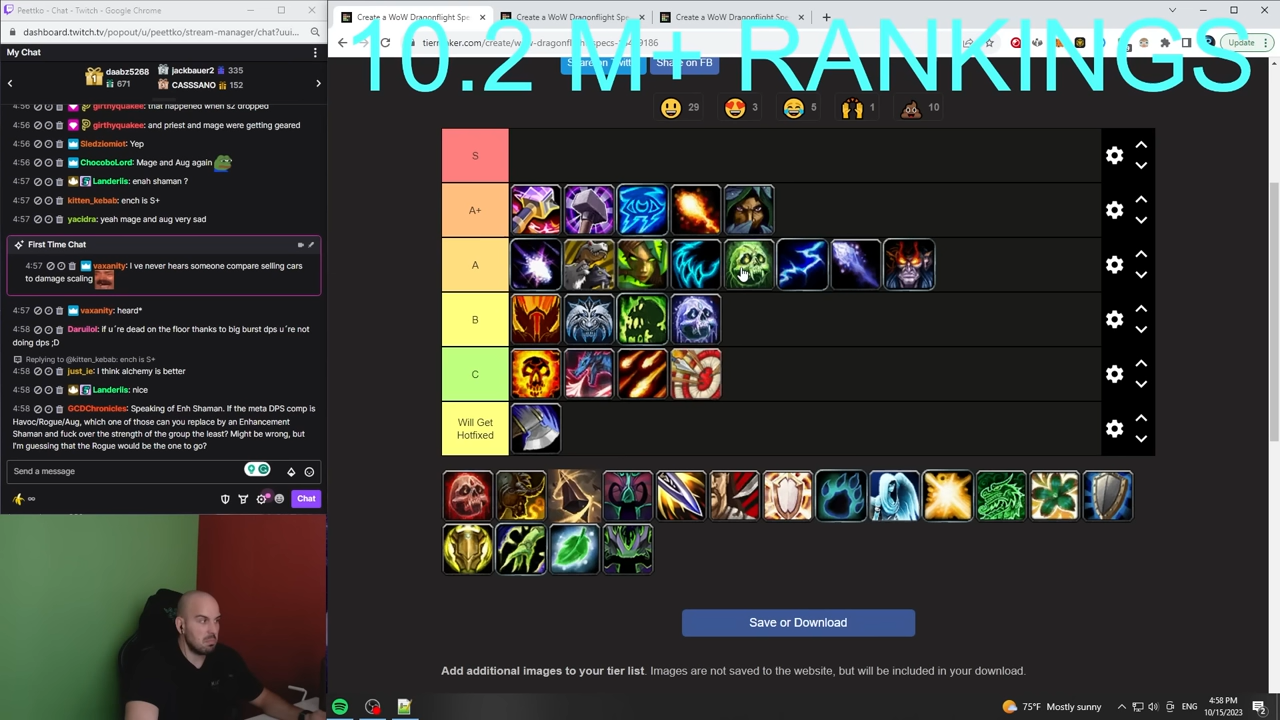 Peettko - Chat - Twitch - Google Chrome
dashboard.twitch.tv/popout/u/peettko/stream-manager/chat?uui...
My Chat
1 daabz5268
671
jackbauer2 335
CASSSANO 152
4:56 girthyquakee: that happened when s2 dropped
4:56 girthyquakee: and priest and mage were getting geared
4:56 Siedziomiot: Yep
4:56 ChocoboLord: Mage and Aug again
4:57 Landerlis: enah shaman ?
4:57 kitten_kebab: ench is S+
4:57 yacidra: yeah mage and aug very sad
First Time Chat
4:57 vaxanity: I ve never hears someone compare selling cars
to damage scaling
4:57 vaxanity: heard*
4:58 Daruilol: if u´re dead on the floor thanks to big burst dps u´re not
doing dps ;D
Replying to @kitten_kebab: ench is S+
4:58 just_ie: I think alchemy is better
4:58 Landerlis: nice
4:58 GCDChronicles: Speaking of Enh Shaman. If the meta DPS comp is
Havoc/Rogue/Aug, which one of those can you replace by an Enhancement
Shaman and fuck over the strength of the group the least? Might be wrong, but
I'm guessing that the Rogue would be the one to go?
Send a message
Chat
Create a WoW Dragonflight Spe
Create a WoW Dragonflight Spe
Create a WoW Dragonflight Spe
Update
10.2 M+ RANKINGS
Share on FB
29
3
5
1
10
S
A+
A
B
C
Will Get
Hotfixed
Save or Download
Add additional images to your tier list. Images are not saved to the website, but will be included in your download.
75°F Mostly sunny
ENG
4:58 PM
10/15/2023
2